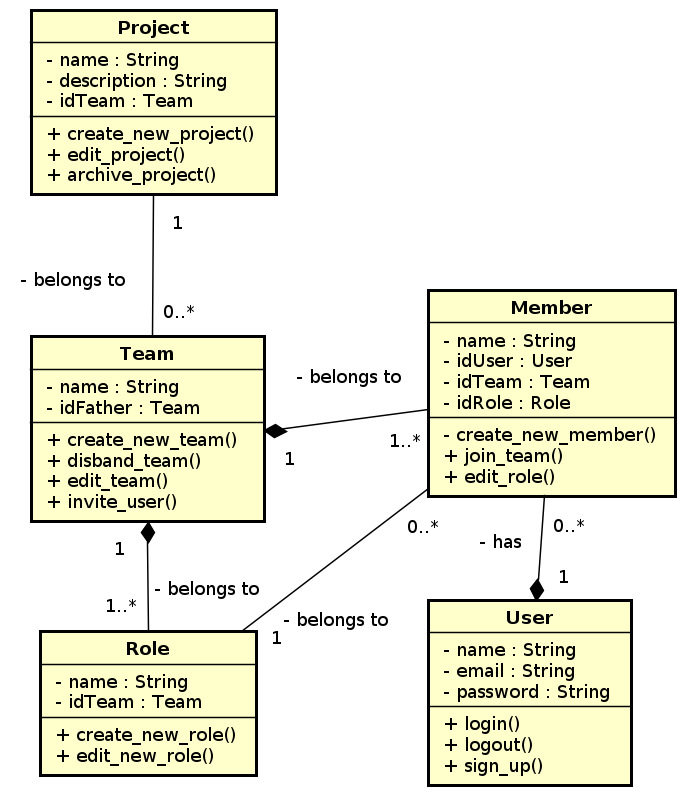 Project
- name : String
- description : String
- idTeam : Team
+ create_new_project()
+ edit_project()
+ archive_project()
1
- belongs to
0..*
Team
- name : String
- idFather : Team
+ create_new_team()
+ disband_team()
+ edit_team()
+ invite_user()
- belongs to
1
1..*
Member
- name : String
- idUser : User
- idTeam : Team
- idRole : Role
- create_new_member()
+ join_team()
+ edit_role()
1
- belongs to
1..*
0..*
- belongs to
1
0..*
- has
1
Role
- name : String
- idTeam : Team
+ create_new_role()
+ edit_new_role()
User
- name : String
- email : String
- password : String
+ login()
+ logout()
+ sign_up()